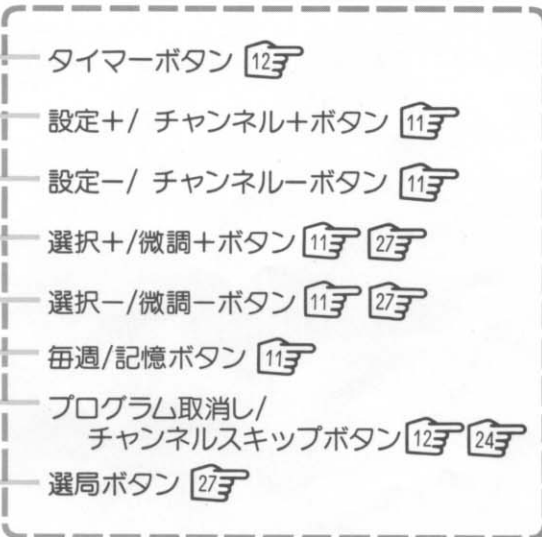 タイマーボタン 12
設定+/ チャンネル+ボタン 11
設定ー/ チャンネルーボタン 11
選択+/微調+ボタン 11 27
選択ー/微調ーボタン 11 27
毎週/記憶ボタン 11
プログラム取消し/
チャンネルスキップボタン 12 24
選局ボタン 27